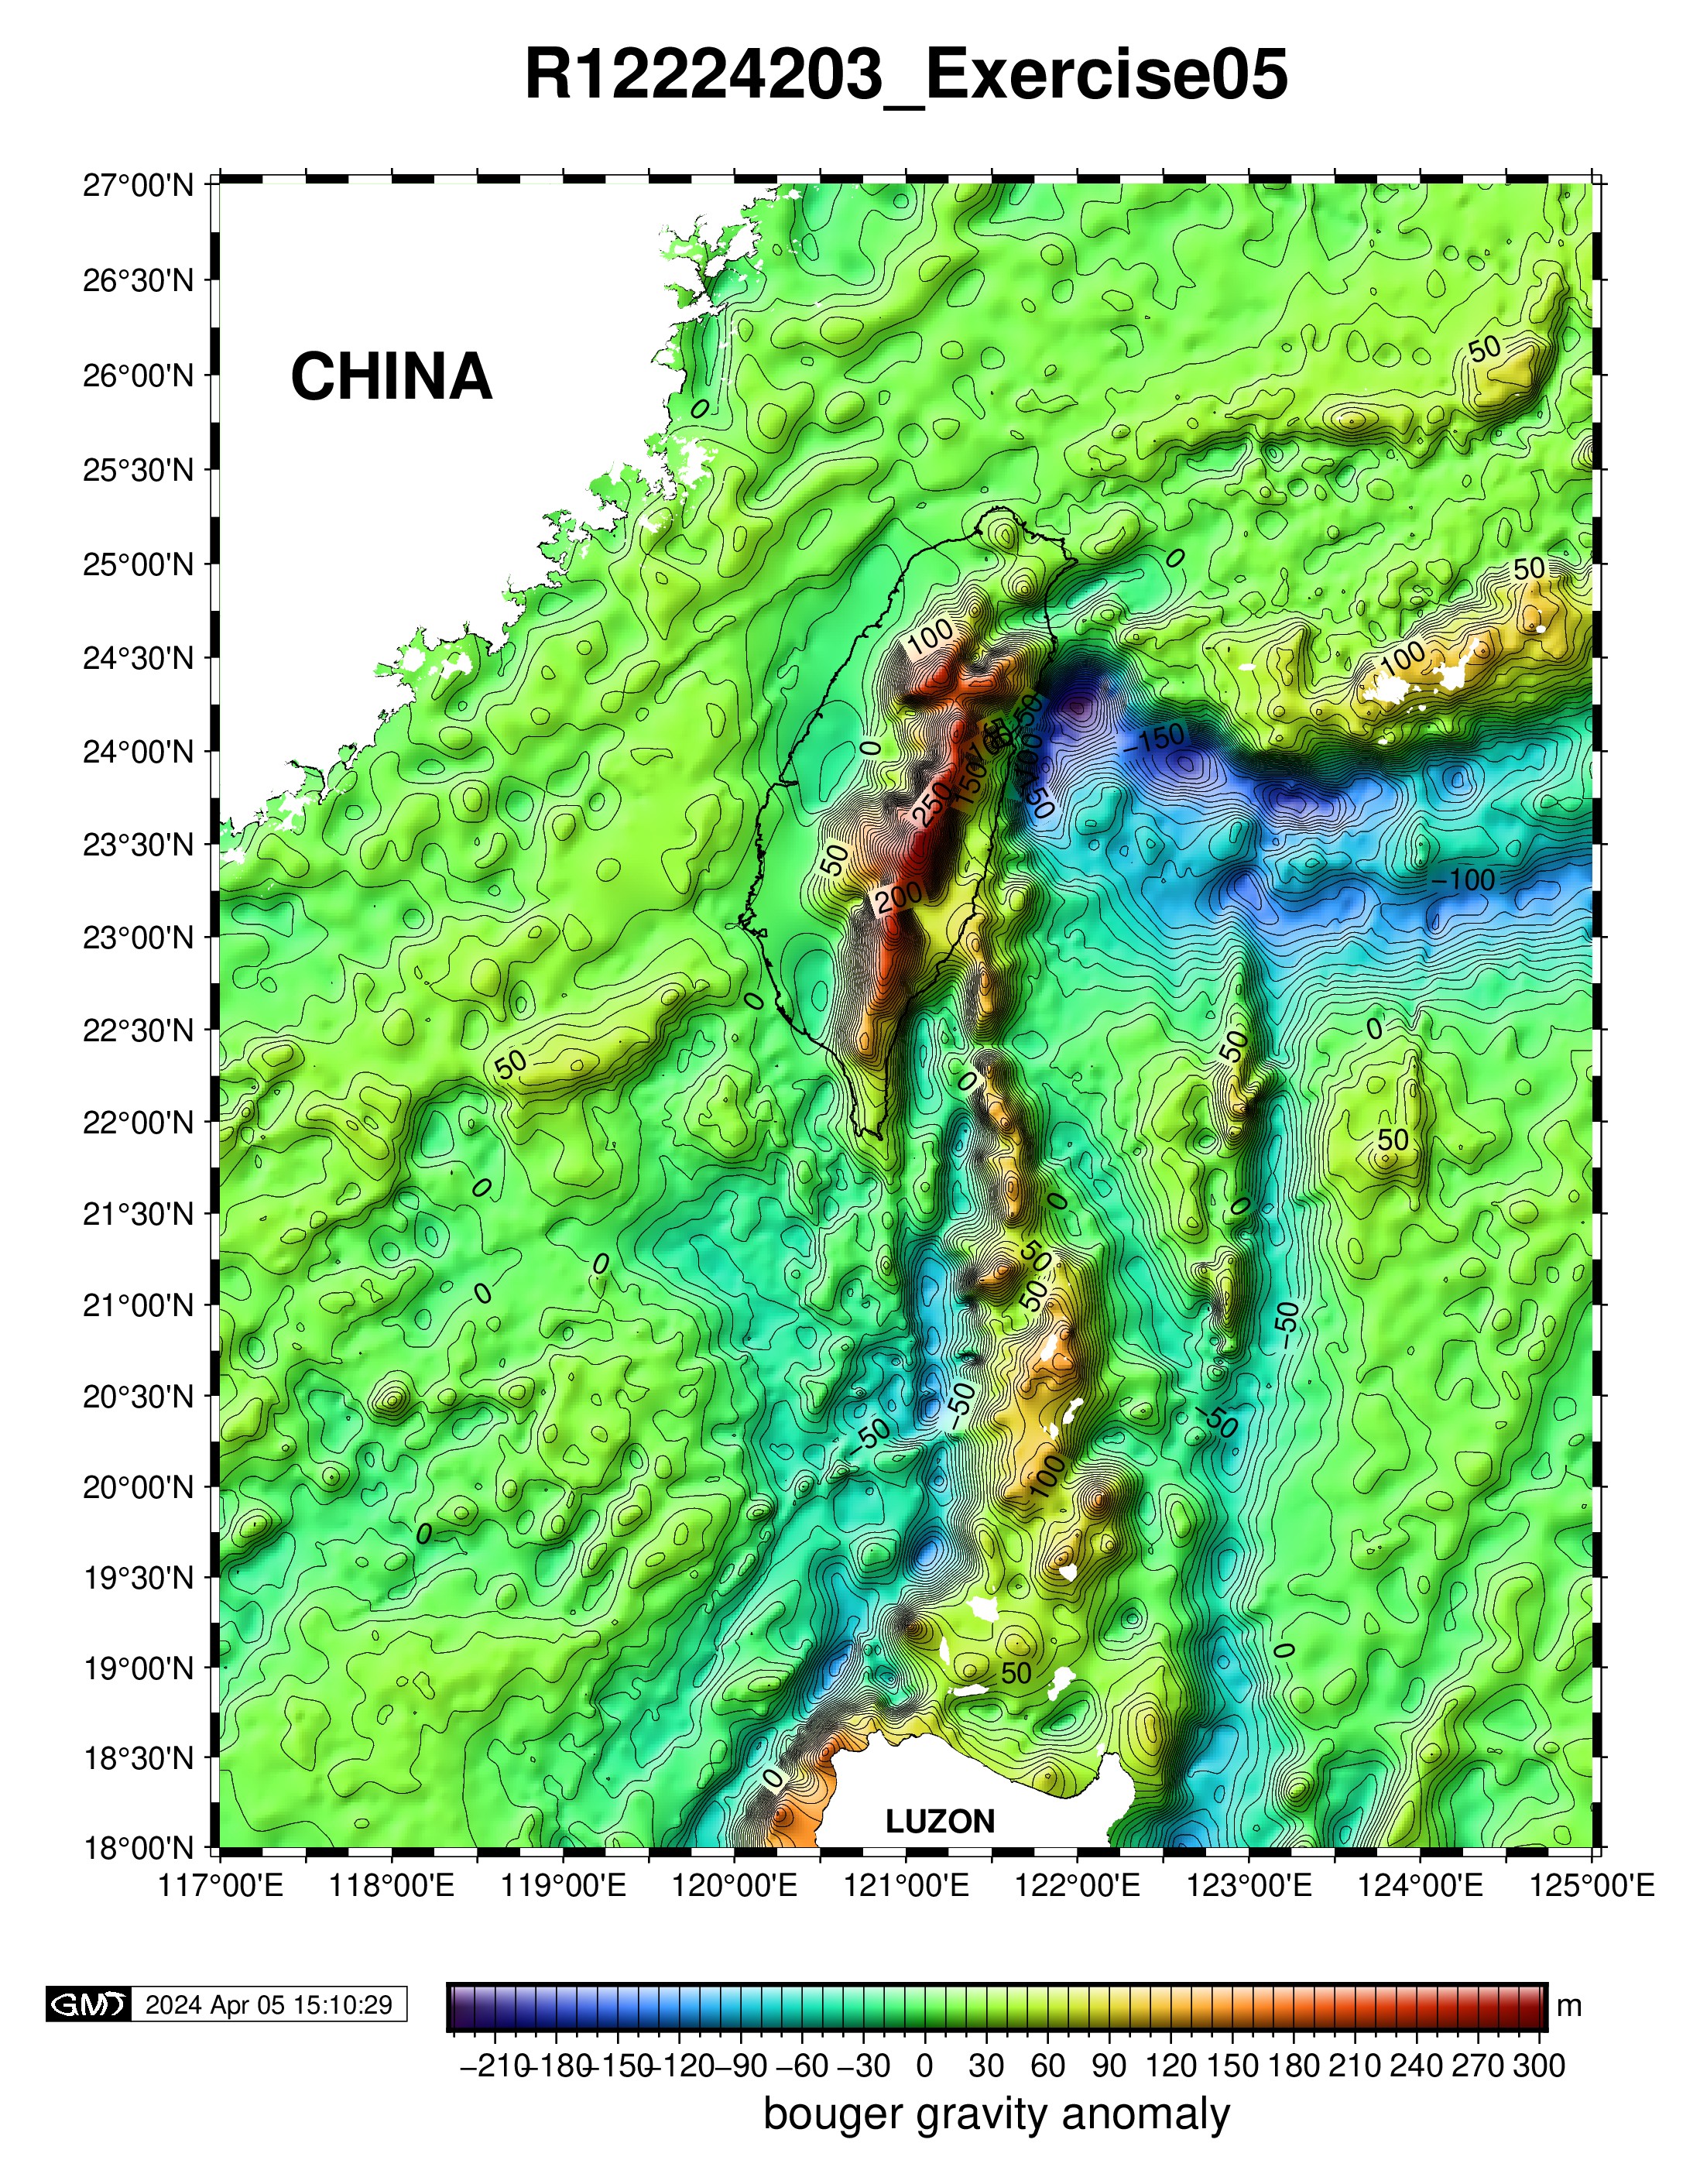 R12224203_Exercise05
27°00'N
26°30'N
26°00'N
25°30'N
25°00'N
24°30'N
24°00'N
23°30'N
23°00'N
22°30'N
22°00'N
21°30'N
21°00'N
20°30'N
20°00'N
19°30'N
19°00'N
18°30'N
18°00'N
CHINA
50
0
0
50
100
100
0
−150
250
150
50
200
−100
0
0
50
50
0
50
0
0
50
0
0
50
0
−50
−50
−50
−50
100
0
0
50
0
LUZON
117°00'E 118°00'E 119°00'E 120°00'E 121°00'E 122°00'E 123°00'E 124°00'E 125°00'E
GMT 2024 Apr 05 15:10:29
m
−210 −180 −150 −120 −90 −60 −30 0 30 60 90 120 150 180 210 240 270 300
bouger gravity anomaly